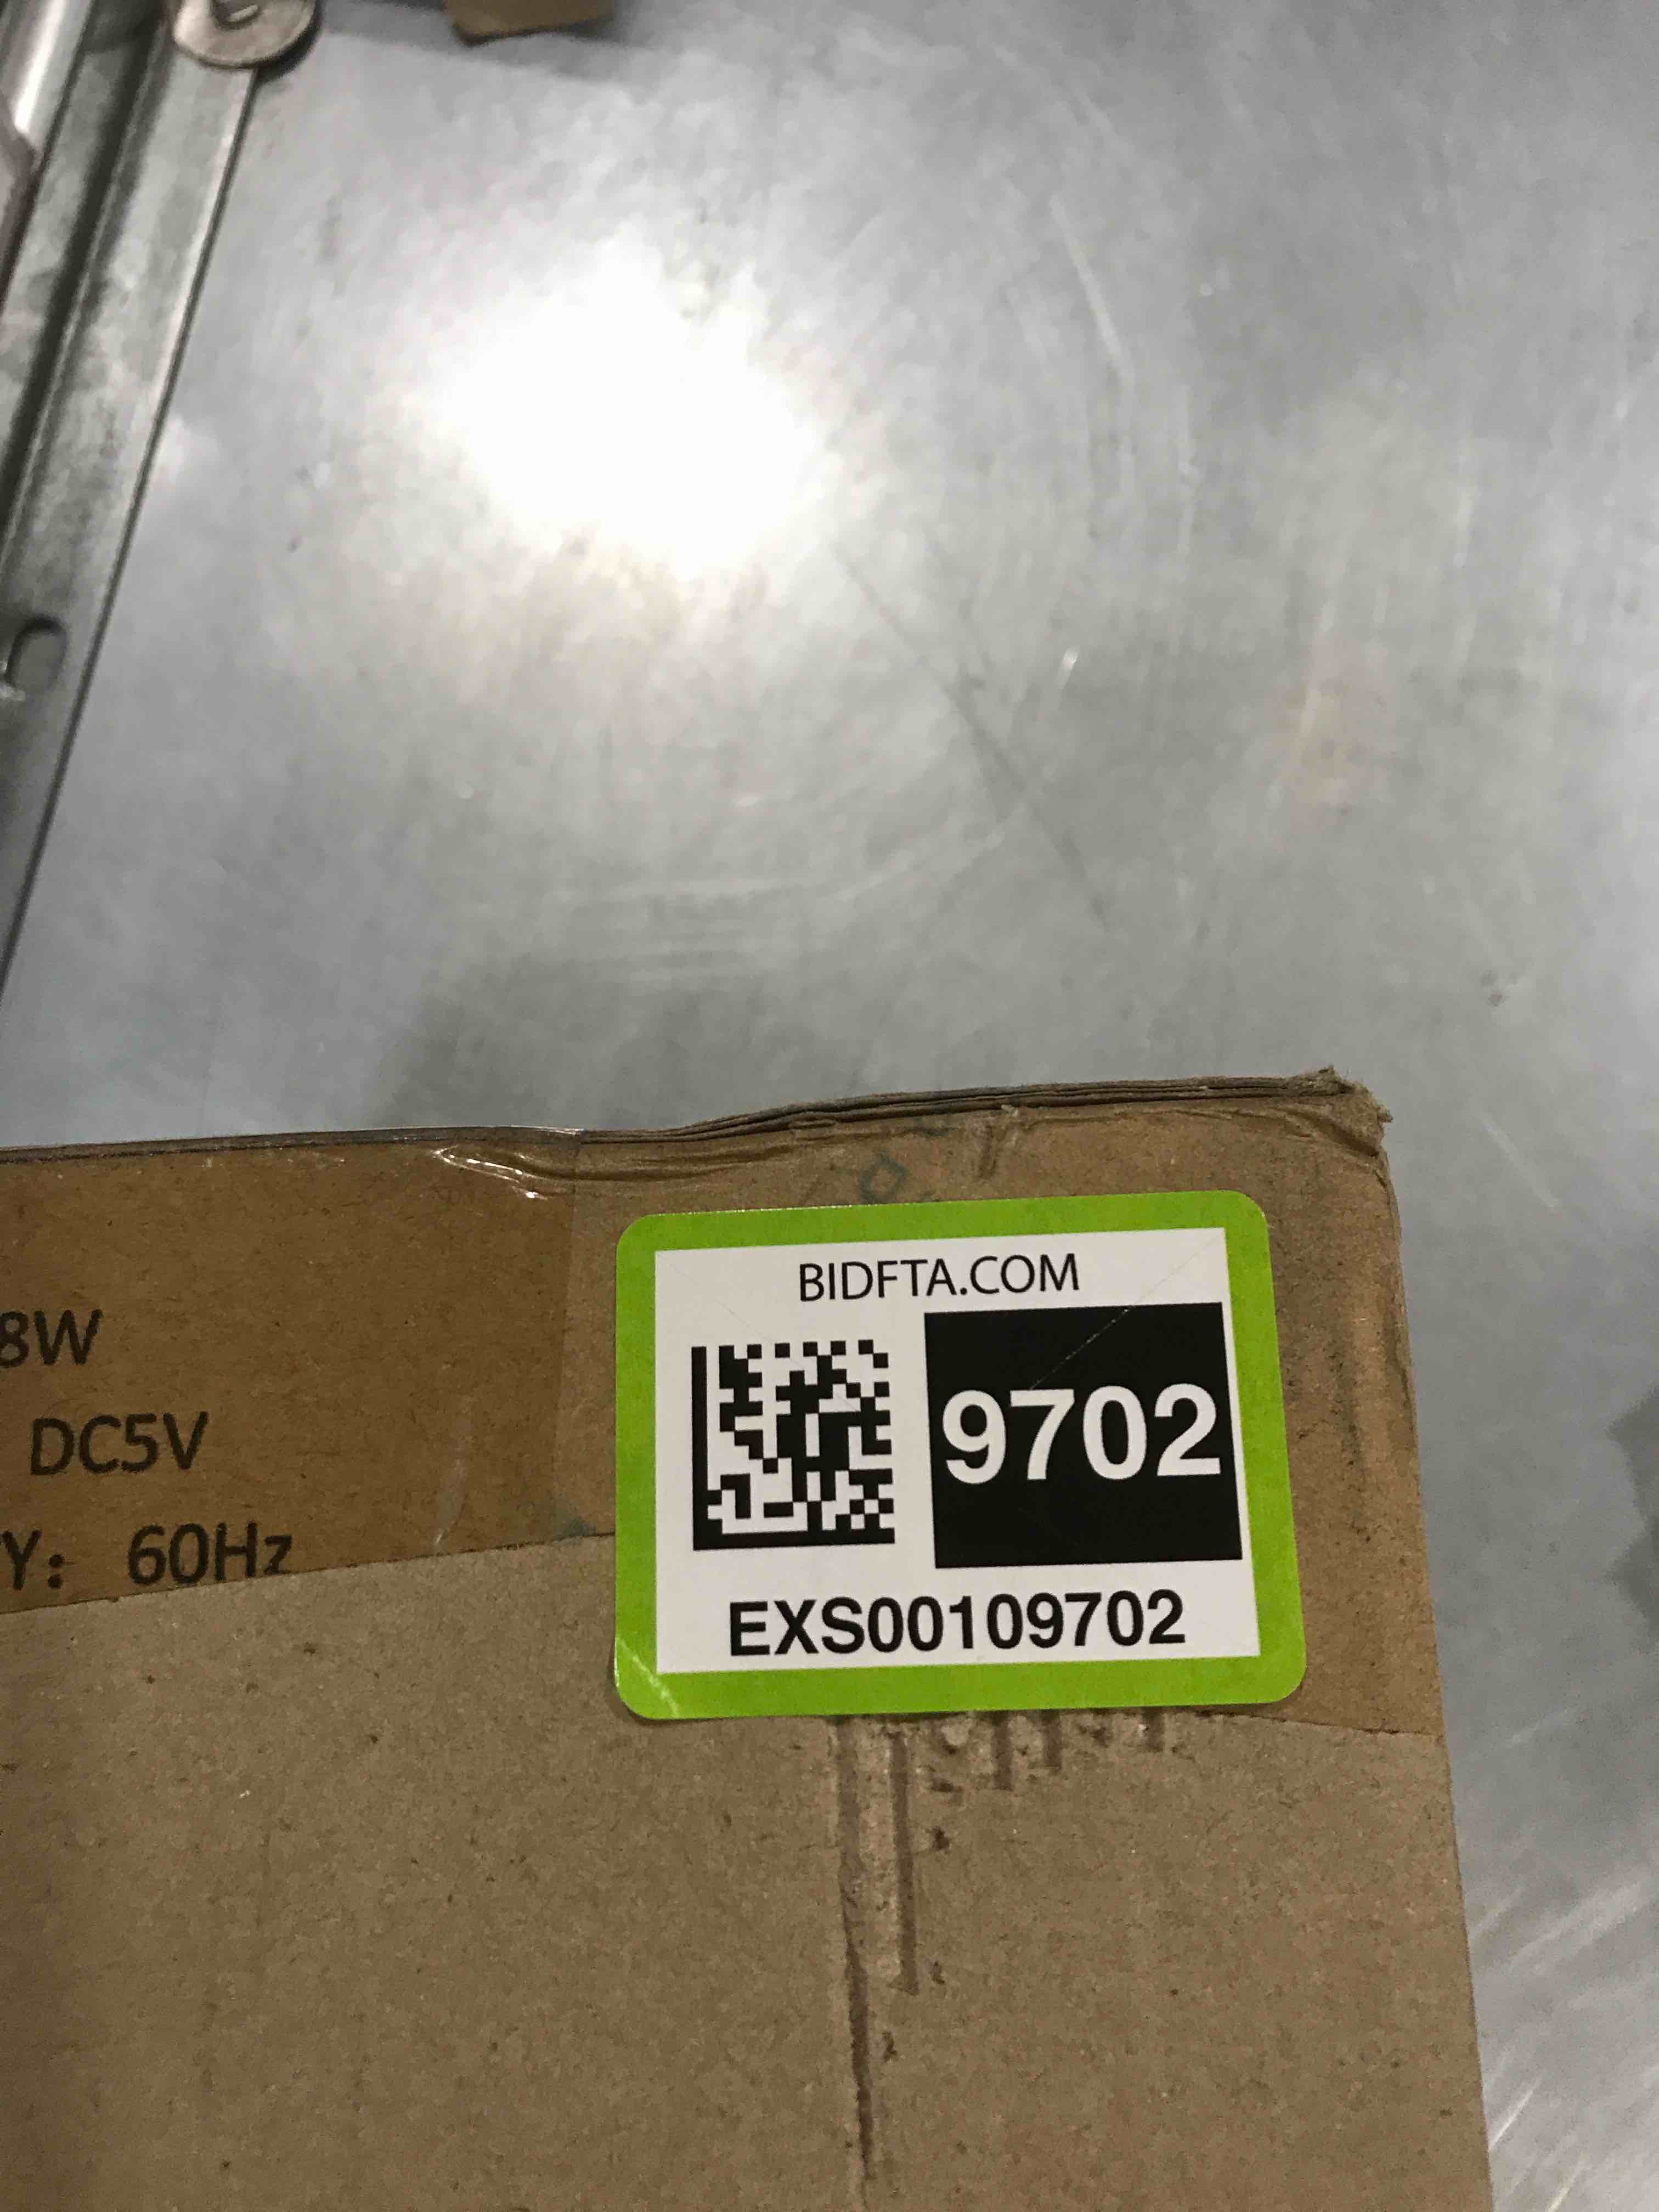 BIDFTA.COM
9702
EXS00109702
8W
DC5V
Y: 60Hz